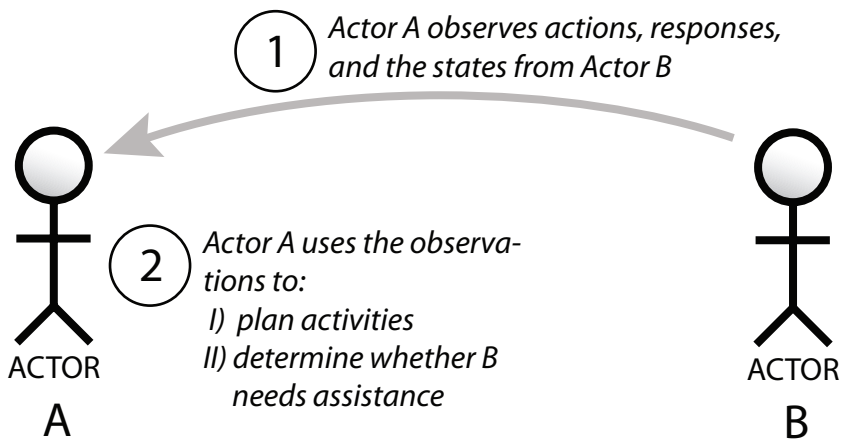 1
Actor A observes actions, responses,
and the states from Actor B
2
Actor A uses the observa-
tions to:
I) plan activities
II) determine whether B
needs assistance
ACTOR
A
ACTOR
B